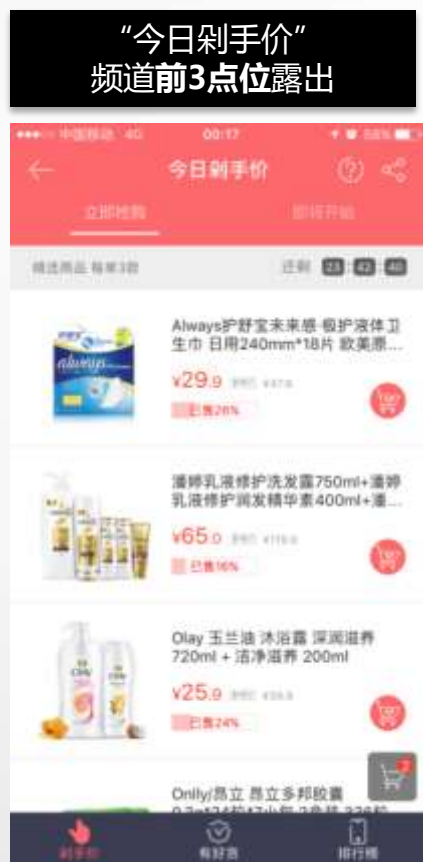 “今日剁手价”
频道前3点位露出
中国移动 4G 00:17 58%
今日剁手价
立即抢购 即将开始
精选商品 每单3款 还剩 23 42 40
Always护舒宝未来感·极护液体卫
生巾 日用240mm*18片 欧美原...
¥29.9
已售26%
潘婷乳液修护洗发露750ml+潘婷
乳液修护润发精华素400ml+潘...
¥65.0
已售16%
Olay 玉兰油 沐浴露 深润滋养
720ml + 洁净滋养 200ml
¥25.9
已售24%
Onlly/昂立 昂立多邦胶囊
2
剁手价 有好货 排行榜